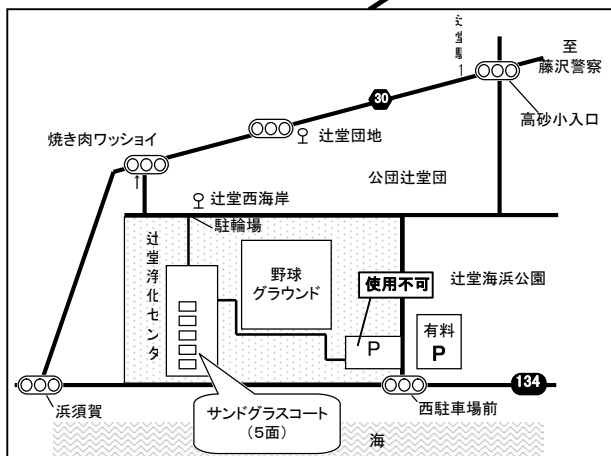 辻堂駅↑
至
藤沢警察
30
高砂小入口
焼き肉ワッショイ
↑
辻堂団地
公団辻堂団
辻堂西海岸
駐輪場
辻堂浄化センタ
野球
グラウンド
使用不可
辻堂海浜公園
P
有料
P
134
浜須賀
サンドグラスコート
(5面)
西駐車場前
海